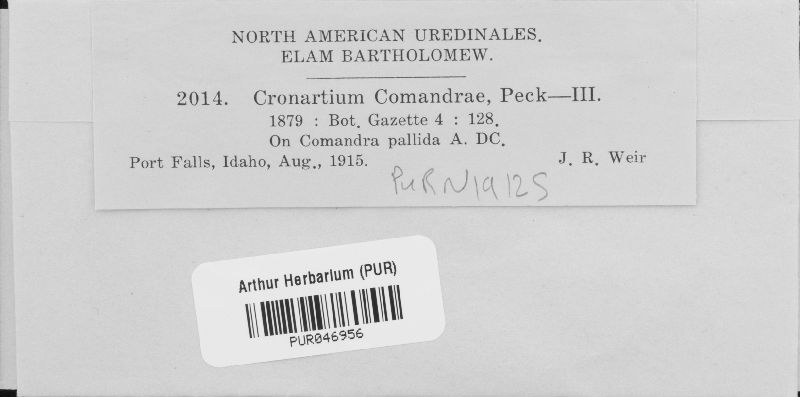 NORTH AMERICAN UREDINALES.
ELAM BARTHOLOMEW.
2014. Cronartium Comandrae, Peck—III.
1879 : Bot. Gazette 4 : 128.
On Comandra pallida A. DC.
Port Falls, Idaho, Aug., 1915. J. R. Weir
PUR N19125
Arthur Herbarium (PUR)
PUR046956